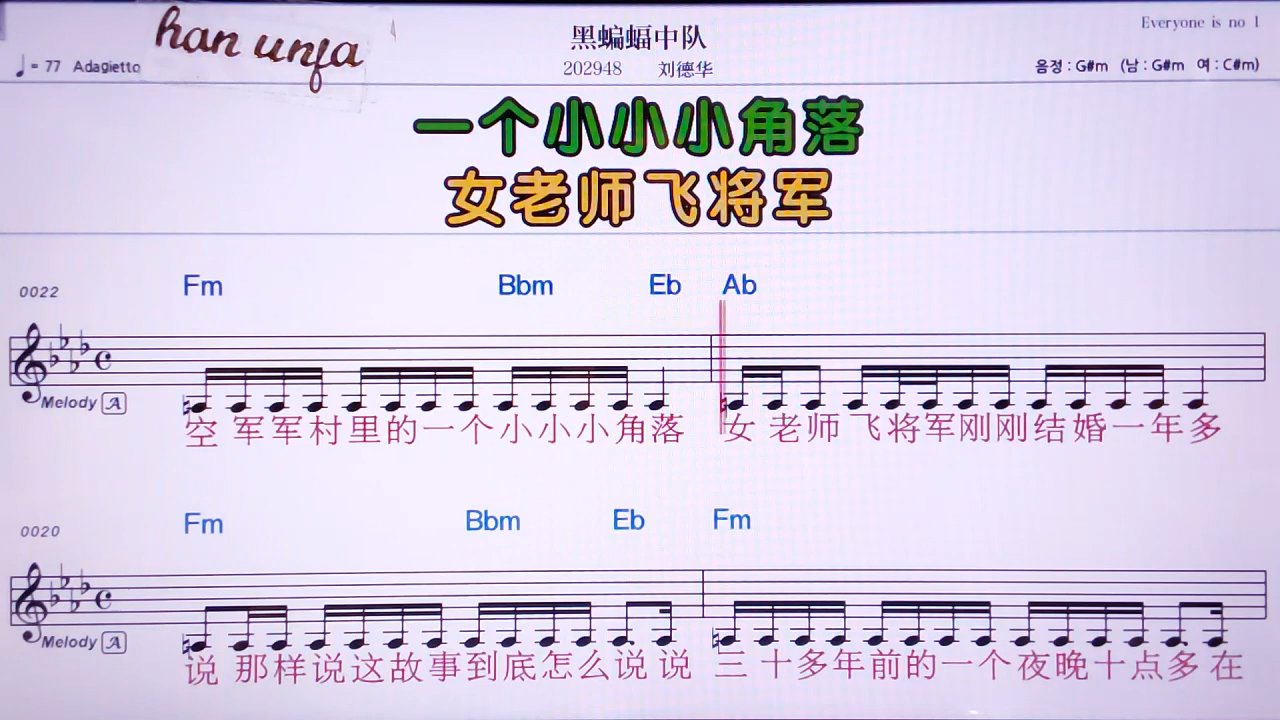 han unfa
黑蝙蝠中队
Everyone is no 1
♩= 77 Adagietto
202948 刘德华
음정 : G#m (남 : G#m 여 : C#m)
一个小小小角落
女老师飞将军
0022 Fm Bbm Eb Ab
Melody A
空 军军村里的一个小小小角落 女 老师飞将军刚刚结婚一年多
0020 Fm Bbm Eb Fm
Melody A
说 那样说这故事到底怎么说说 三十多年前的一个夜晚十点多在